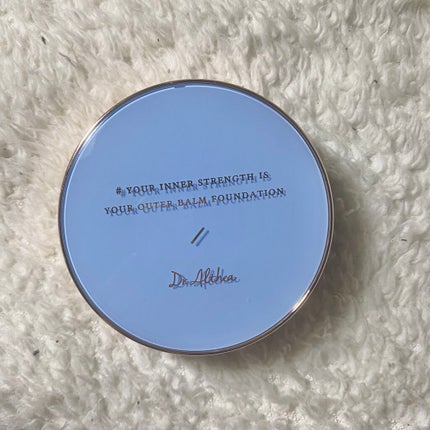 # YOUR INNER STRENGTH IS
YOUR OUTER BALM FOUNDATION
//
Dr. Althea